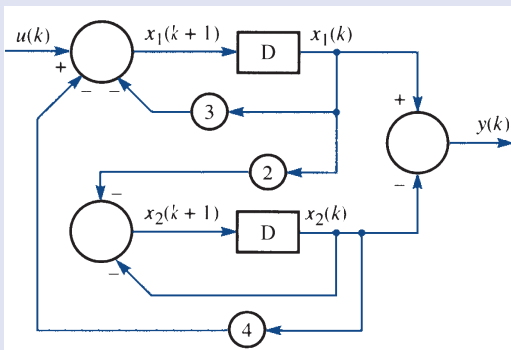 u(k)
+
−
−
x₁(k + 1)
D
x₁(k)
3
+
y(k)
−
2
−
x₂(k + 1)
D
x₂(k)
−
4